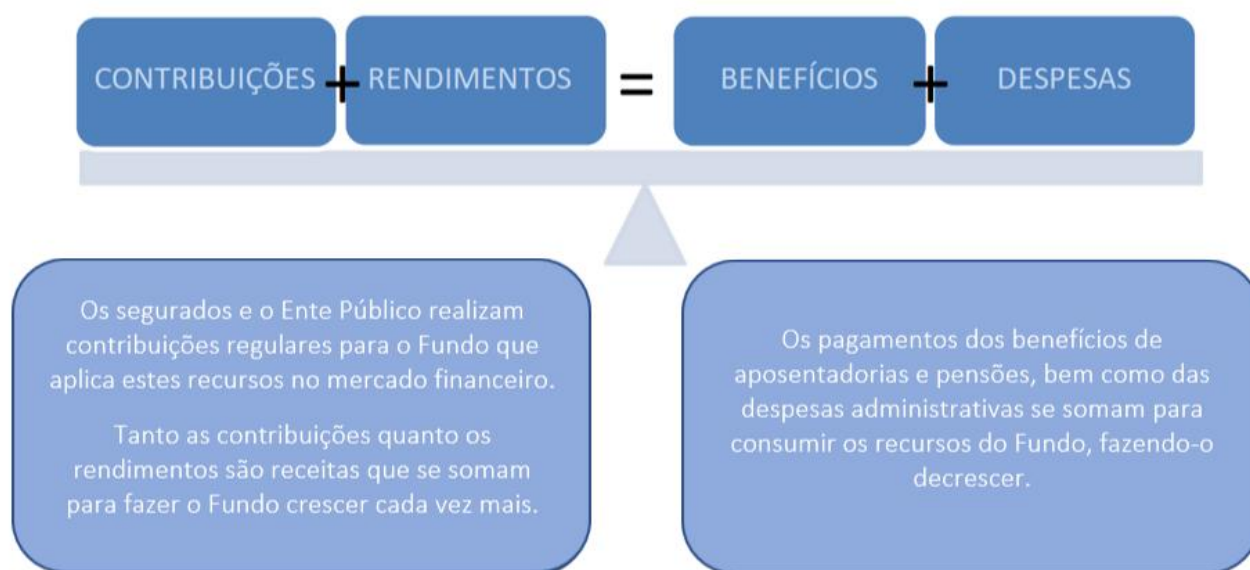 CONTRIBUIÇÕES + RENDIMENTOS = BENEFÍCIOS + DESPESAS
Os segurados e o Ente Público realizam
contribuições regulares para o Fundo que
aplica estes recursos no mercado financeiro.
Tanto as contribuições quanto os
rendimentos são receitas que se somam
para fazer o Fundo crescer cada vez mais.
Os pagamentos dos benefícios de
aposentadorias e pensões, bem como das
despesas administrativas se somam para
consumir os recursos do Fundo, fazendo-o
decrescer.